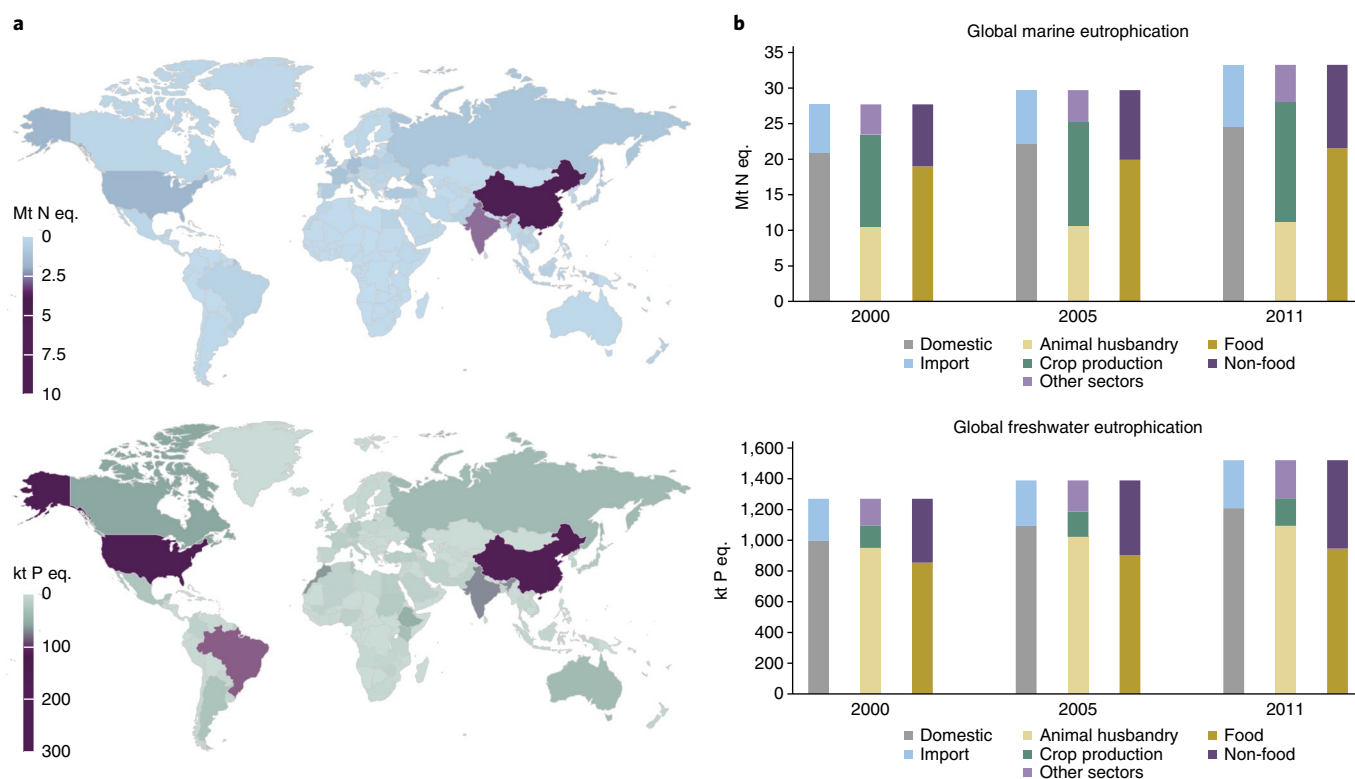 a
Mt N eq.
0
2.5
5
7.5
10
kt P eq.
0
100
200
300
b
Global marine eutrophication
Mt N eq.
35
30
25
20
15
10
5
0
2000 2005 2011
Domestic Animal husbandry Food
Import Crop production Non-food
Other sectors
Global freshwater eutrophication
kt P eq.
1,600
1,400
1,200
1,000
800
600
400
200
0
2000 2005 2011
Domestic Animal husbandry Food
Import Crop production Non-food
Other sectors